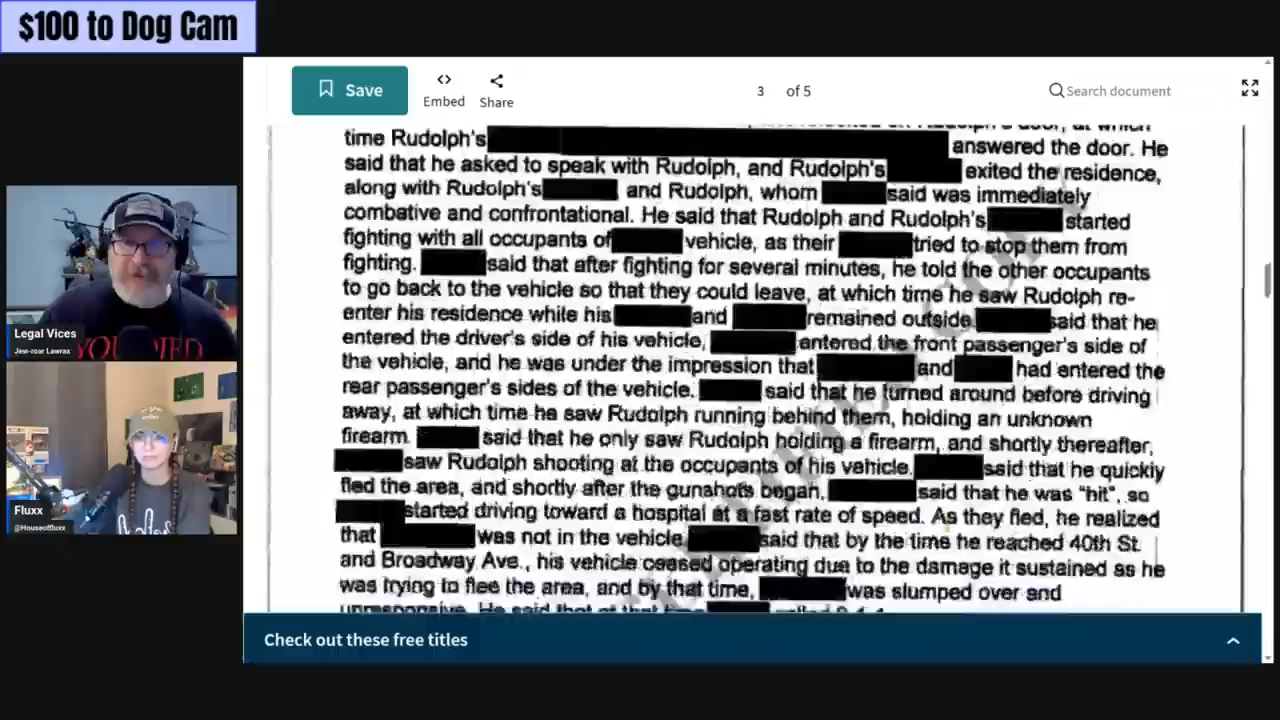 $100 to Dog Cam
Save
Embed
Share
3 of 5
Search document
time Rudolph's answered the door. He
said that he asked to speak with Rudolph, and Rudolph's exited the residence,
along with Rudolph's and Rudolph, whom said was immediately
combative and confrontational. He said that Rudolph and Rudolph's started
fighting with all occupants of vehicle, as their tried to stop them from
fighting. said that after fighting for several minutes, he told the other occupants
to go back to the vehicle so that they could leave, at which time he saw Rudolph re-
enter his residence while his and remained outside. said that he
entered the driver's side of his vehicle, entered the front passenger's side of
the vehicle, and he was under the impression that and had entered the
rear passenger's sides of the vehicle. said that he turned around before driving
away, at which time he saw Rudolph running behind them, holding an unknown
firearm. said that he only saw Rudolph holding a firearm, and shortly thereafter,
saw Rudolph shooting at the occupants of his vehicle. said that he quickly
fled the area, and shortly after the gunshots began, said that he was "hit", so
started driving toward a hospital at a fast rate of speed. As they fled, he realized
that was not in the vehicle. said that by the time he reached 40th St.
and Broadway Ave., his vehicle ceased operating due to the damage it sustained as he
was trying to flee the area, and by that time, was slumped over and
unresponsive. He said that at that time
Check out these free titles
Legal Vices
Jew-roar Lawrax
YOU DIED
Fluxx
@Houseoffluxx